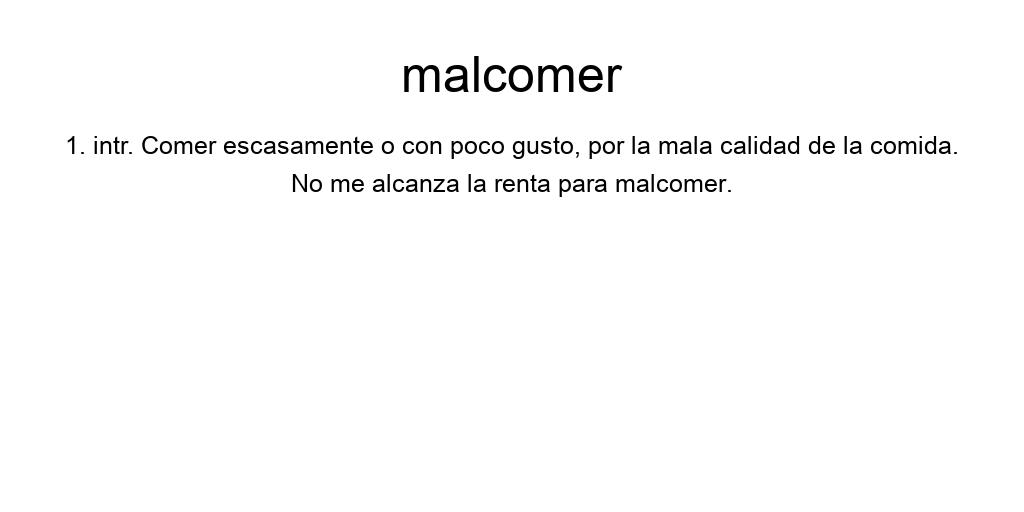 malcomer
1. intr. Comer escasamente o con poco gusto, por la mala calidad de la comida.
No me alcanza la renta para malcomer.